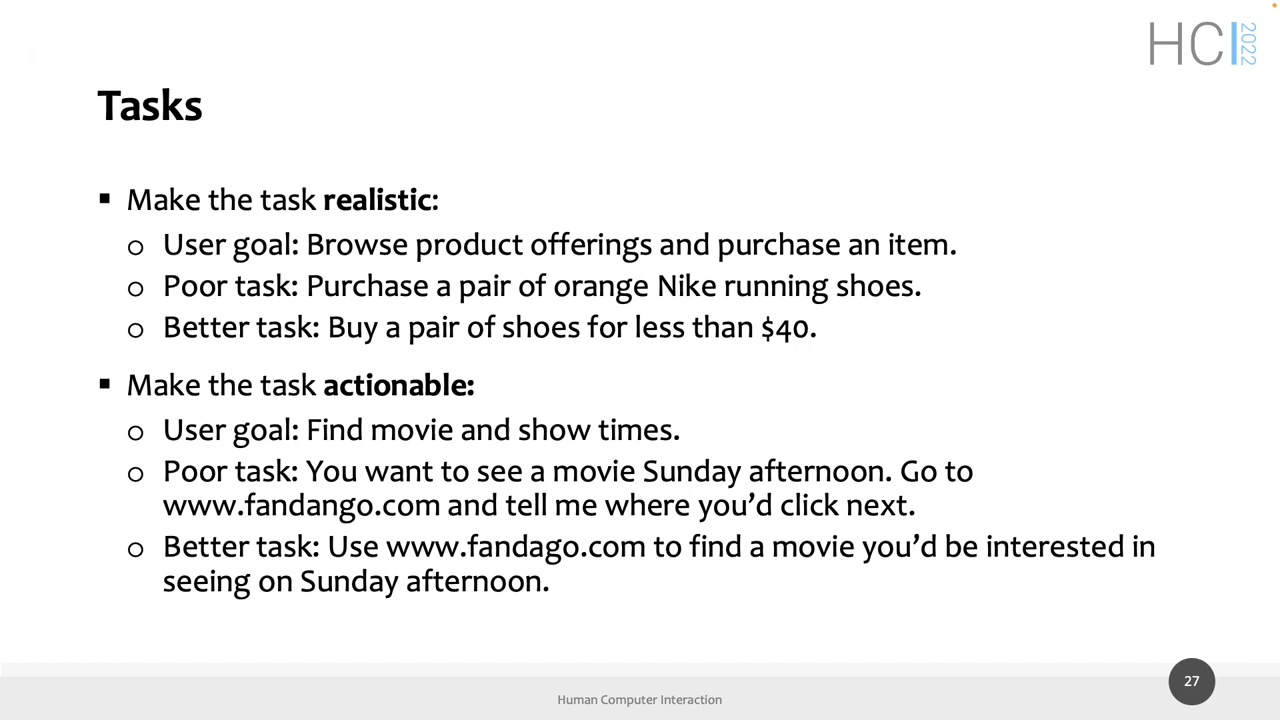 HCI 2022
Tasks
▪ Make the task realistic:
o User goal: Browse product offerings and purchase an item.
o Poor task: Purchase a pair of orange Nike running shoes.
o Better task: Buy a pair of shoes for less than $40.
▪ Make the task actionable:
o User goal: Find movie and show times.
o Poor task: You want to see a movie Sunday afternoon. Go to
www.fandango.com and tell me where you’d click next.
o Better task: Use www.fandago.com to find a movie you’d be interested in
seeing on Sunday afternoon.
27
Human Computer Interaction